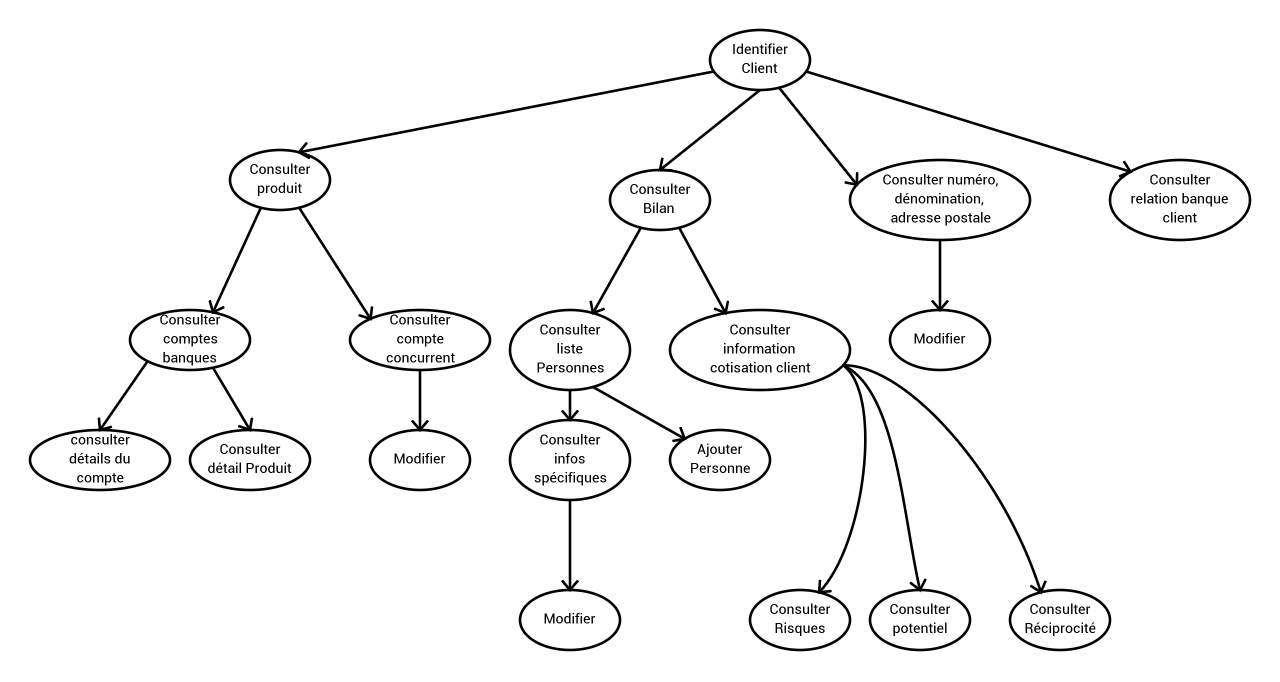 Identifier
Client
Consulter
produit
Consulter
Bilan
Consulter numéro,
dénomination,
adresse postale
Consulter
relation banque
client
Consulter
comptes
banques
Consulter
compte
concurrent
Consulter
liste
Personnes
Consulter
information
cotisation client
Modifier
consulter
détails du
compte
Consulter
détail Produit
Modifier
Consulter
infos
spécifiques
Ajouter
Personne
Modifier
Consulter
Risques
Consulter
potentiel
Consulter
Réciprocité